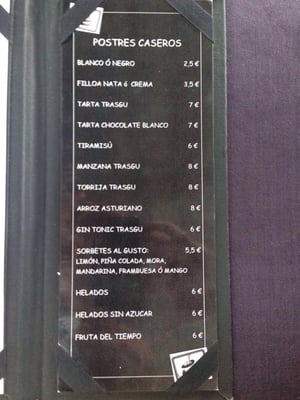 POSTRES CASEROS
BLANCO Ó NEGRO 2,5 €
FILLOA NATA ó CREMA 3,5 €
TARTA TRASGU 7 €
TARTA CHOCOLATE BLANCO 7 €
TIRAMISÚ 6 €
MANZANA TRASGU 8 €
TORRIJA TRASGU 8 €
ARROZ ASTURIANO 8 €
GIN TONIC TRASGU 6 €
SORBETES AL GUSTO: 5,5 €
LIMÓN, PIÑA COLADA, MORA,
MANDARINA, FRAMBUESA Ó MANGO
HELADOS 6 €
HELADOS SIN AZUCAR 6 €
FRUTA DEL TIEMPO 6 €